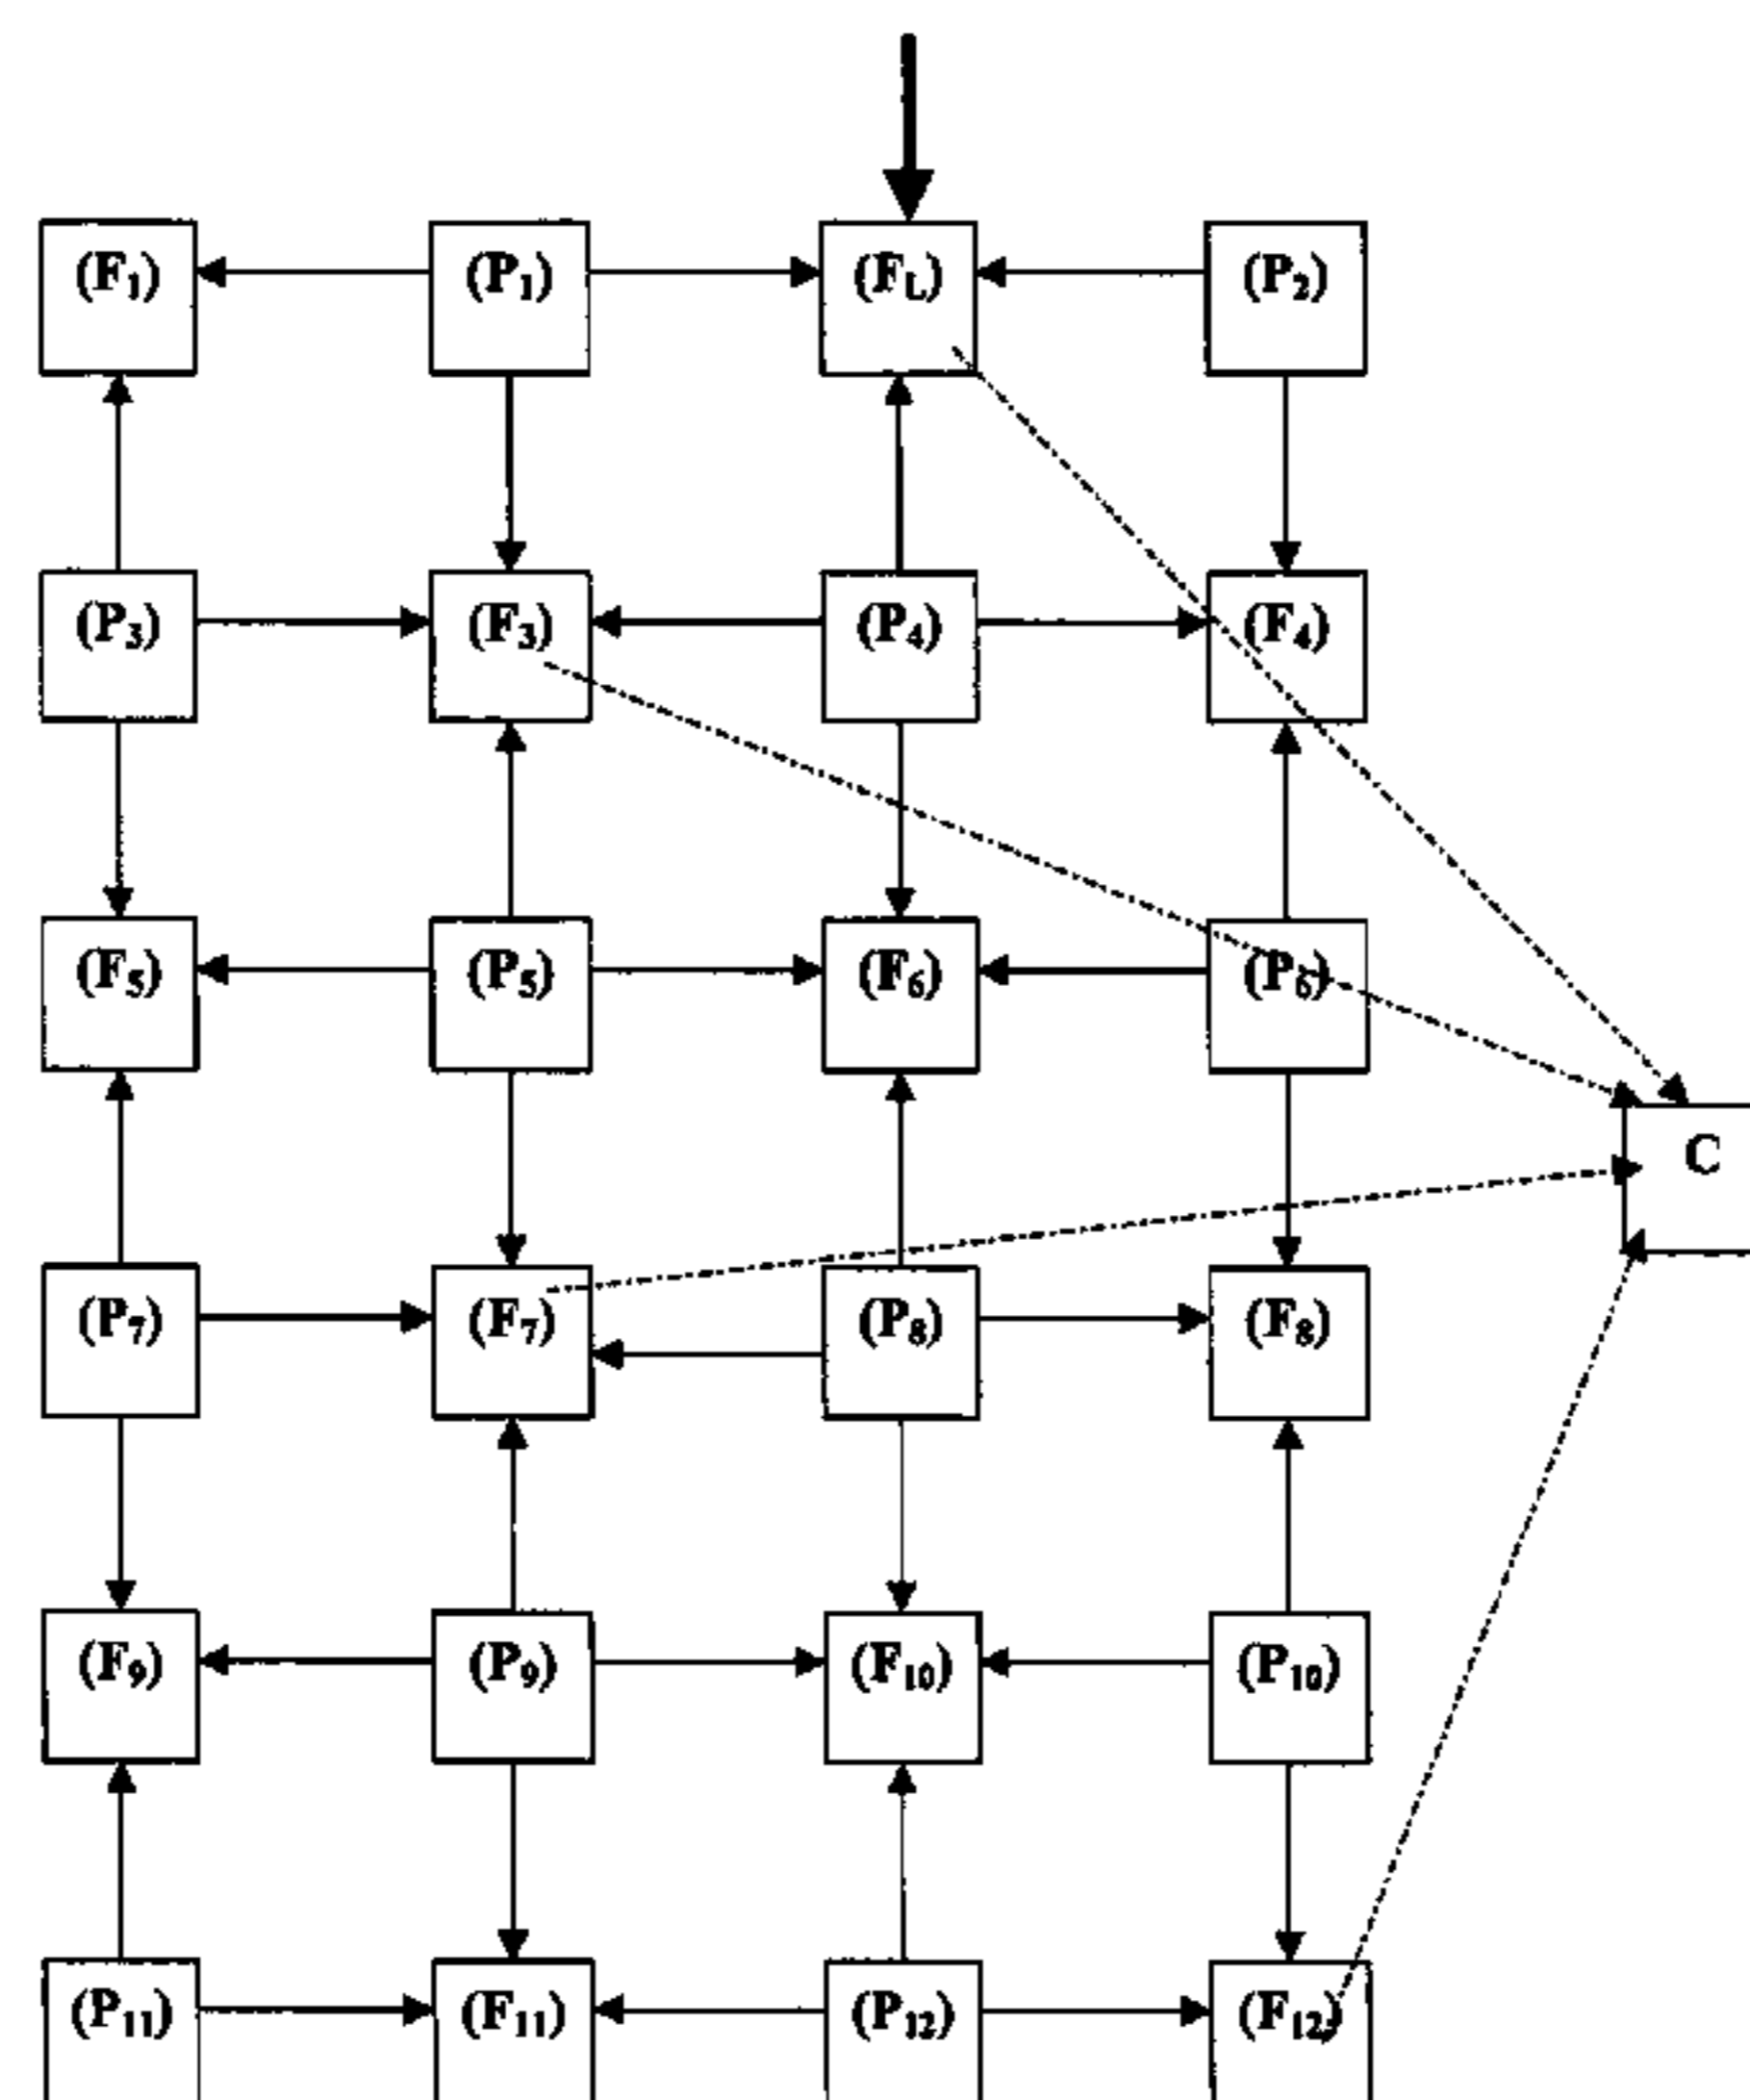 (F₁) (P₁) (F_L) (P₂)
(P₃) (F₃) (P₄) (F₄)
(F₅) (P₅) (F₆) (P₆)
C
(P₇) (F₇) (P₈) (F₈)
(F₉) (P₉) (F₁₀) (P₁₀)
(P₁₁) (F₁₁) (P₁₂) (F₁₂)